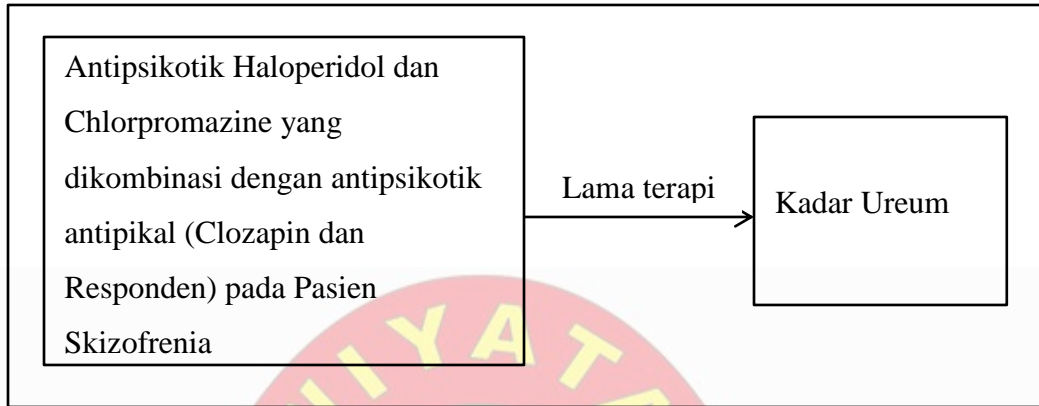 Antipsikotik Haloperidol dan
Chlorpromazine yang
dikombinasi dengan antipsikotik
antipikal (Clozapin dan
Responden) pada Pasien
Skizofrenia
Lama terapi
Kadar Ureum
IYATA